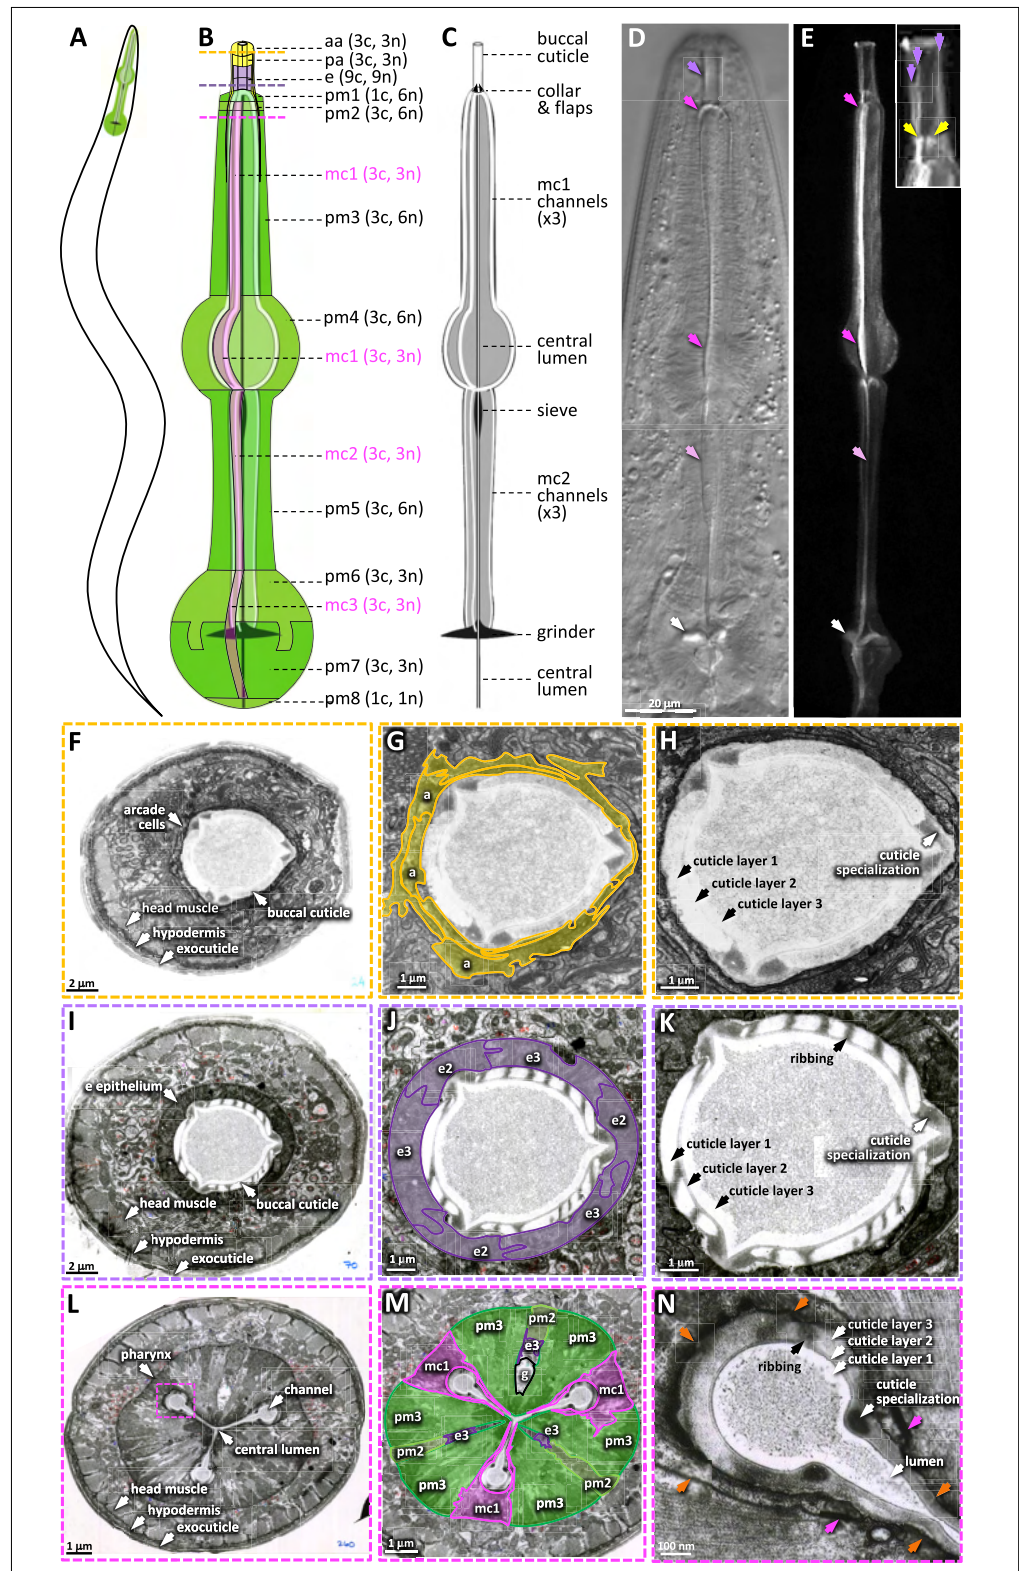 A
B
C
D
E
aa (3c, 3n)
pa (3c, 3n)
e (9c, 9n)
pm1 (1c, 6n)
pm2 (3c, 6n)
mc1 (3c, 3n)
pm3 (3c, 6n)
pm4 (3c, 6n)
mc1 (3c, 3n)
mc2 (3c, 3n)
pm5 (3c, 6n)
pm6 (3c, 3n)
mc3 (3c, 3n)
pm7 (3c, 3n)
pm8 (1c, 1n)
buccal
cuticle
collar
& flaps
mc1
channels
(x3)
central
lumen
sieve
mc2
channels
(x3)
grinder
central
lumen
20 µm
F
arcade
cells
head muscle
buccal cuticle
hypodermis
exocuticle
2 µm
24
G
a
a
a
1 µm
H
cuticle
specialization
cuticle layer 1
cuticle layer 2
cuticle layer 3
1 µm
I
e epithelium
head muscle
buccal cuticle
hypodermis
exocuticle
2 µm
70
J
e3
e2
e2
e3
e3
e2
1 µm
K
ribbing
cuticle layer 1
cuticle
specialization
cuticle layer 2
cuticle layer 3
1 µm
L
pharynx
channel
central lumen
head muscle
hypodermis
exocuticle
1 µm
260
M
pm2
pm3
pm3
e3
mc1
g
mc1
pm3
e3
e3
pm3
pm2
pm3
pm2
mc1
pm3
1 µm
N
cuticle layer 3
cuticle layer 2
ribbing
cuticle layer 1
cuticle
specialization
lumen
100 nm